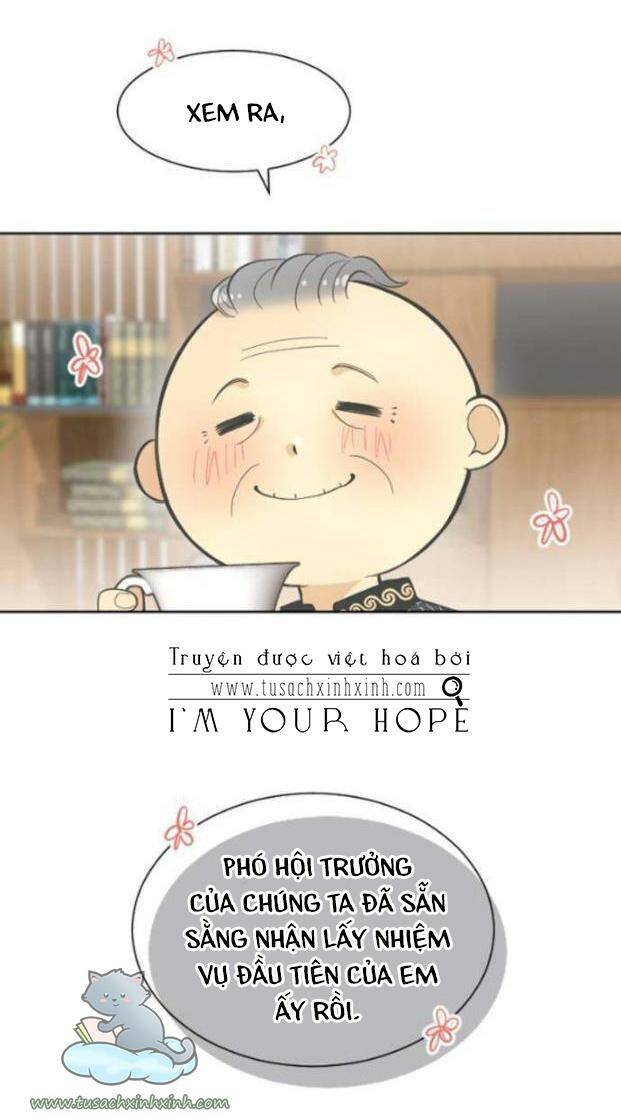 XEM RA,
Truyện được việt hoá bởi
www.tusachxinhxinh.com
I'M YOUR HOPE
PHÓ HỘI TRƯỞNG
CỦA CHÚNG TA ĐÃ SẴN
SẰNG NHẬN LẤY NHIỆM
VỤ ĐẦU TIÊN CỦA EM
ẤY RỒI.
www.tusachxinhxinh.com